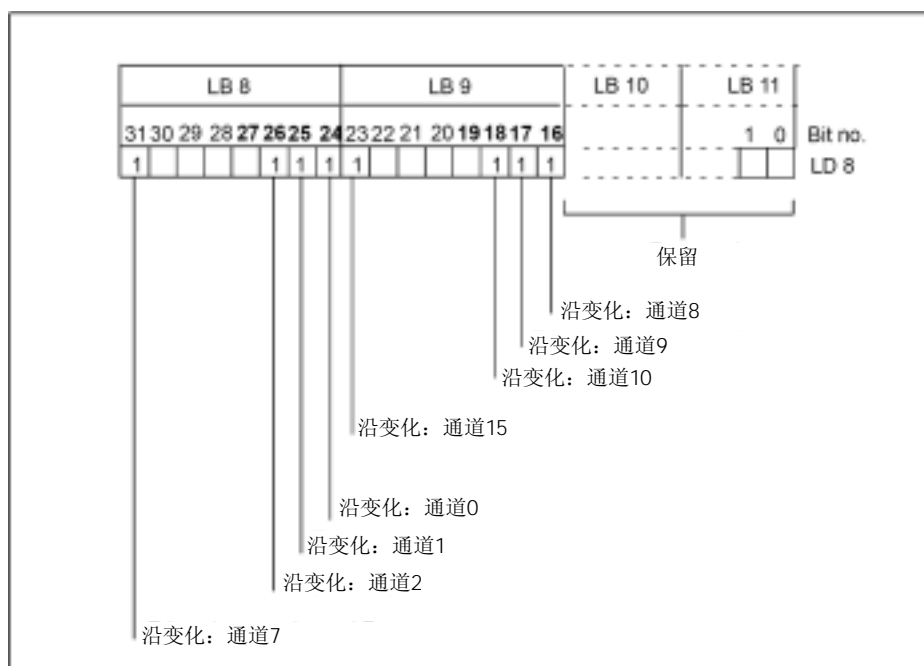 LB 8 LB 9 LB 10 LB 11
31 30 29 28 27 26 25 24 23 22 21 20 19 18 17 16 1 0 Bit no.
1 1 1 1 1 1 1 1 LD 8
保留
沿变化：通道8
沿变化：通道9
沿变化：通道10
沿变化：通道15
沿变化：通道0
沿变化：通道1
沿变化：通道2
沿变化：通道7